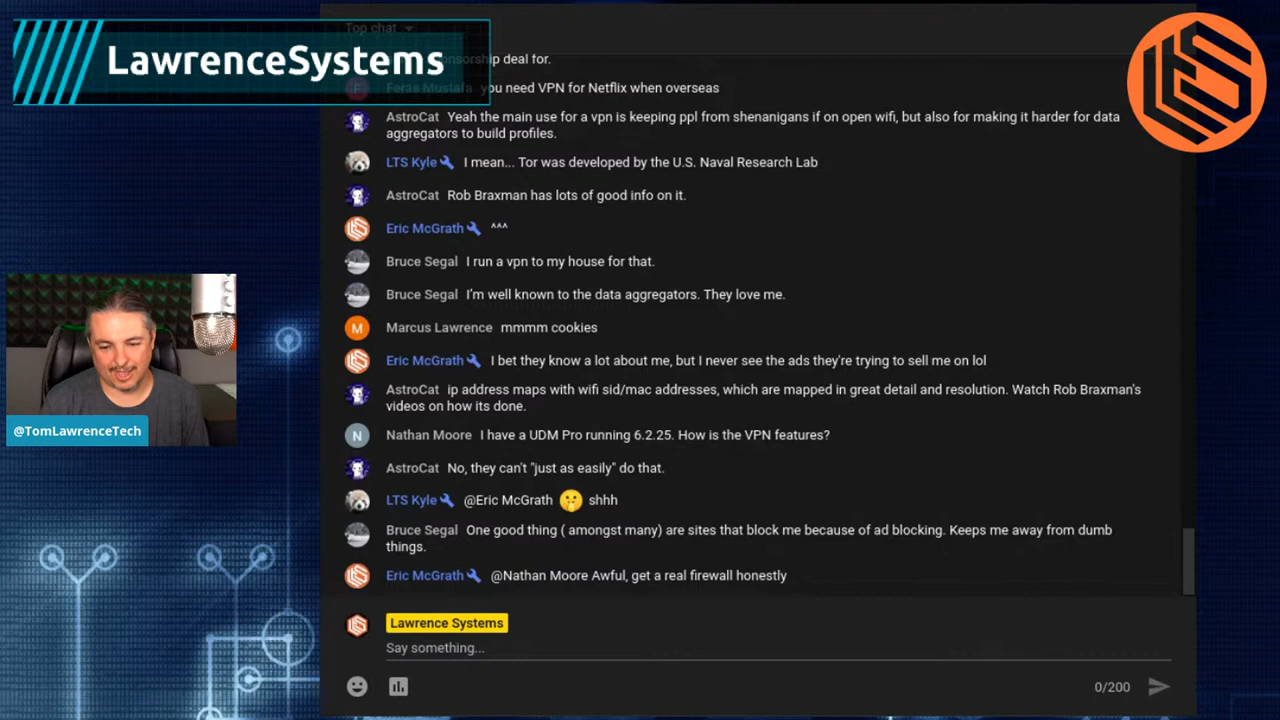 LawrenceSystems
Top chat
sponsorship deal for.
Feras Mustafa you need VPN for Netflix when overseas
AstroCat Yeah the main use for a vpn is keeping ppl from shenanigans if on open wifi, but also for making it harder for data
aggregators to build profiles.
LTS Kyle I mean... Tor was developed by the U.S. Naval Research Lab
AstroCat Rob Braxman has lots of good info on it.
Eric McGrath ^^^
Bruce Segal I run a vpn to my house for that.
Bruce Segal I'm well known to the data aggregators. They love me.
M Marcus Lawrence mmmm cookies
Eric McGrath I bet they know a lot about me, but I never see the ads they're trying to sell me on lol
AstroCat ip address maps with wifi sid/mac addresses, which are mapped in great detail and resolution. Watch Rob Braxman's
videos on how its done.
@TomLawrenceTech
N Nathan Moore I have a UDM Pro running 6.2.25. How is the VPN features?
AstroCat No, they can't "just as easily" do that.
LTS Kyle @Eric McGrath 🤫 shhh
Bruce Segal One good thing ( amongst many) are sites that block me because of ad blocking. Keeps me away from dumb
things.
Eric McGrath @Nathan Moore Awful, get a real firewall honestly
Lawrence Systems
Say something...
0/200